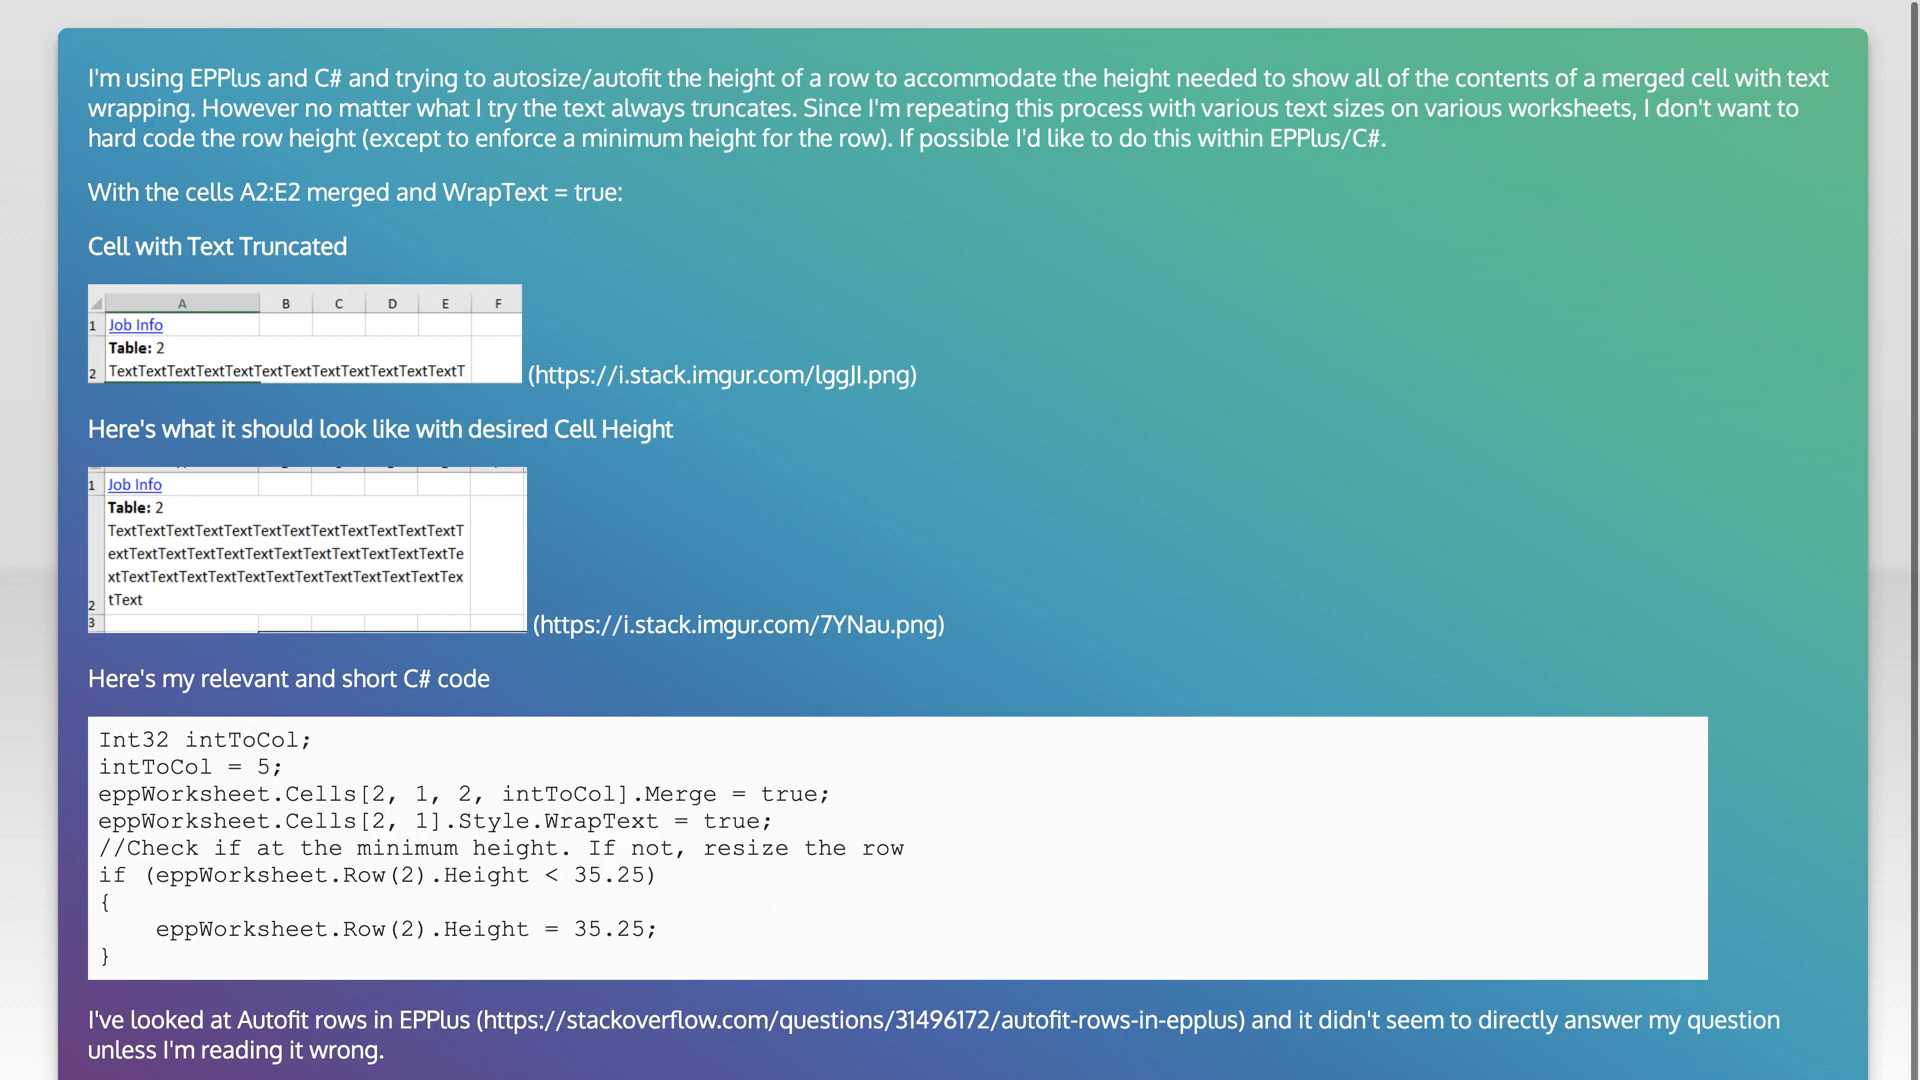 I'm using EPPlus and C# and trying to autosize/autofit the height of a row to accommodate the height needed to show all of the contents of a merged cell with text
wrapping. However no matter what I try the text always truncates. Since I'm repeating this process with various text sizes on various worksheets, I don't want to
hard code the row height (except to enforce a minimum height for the row). If possible I'd like to do this within EPPlus/C#.
With the cells A2:E2 merged and WrapText = true:
Cell with Text Truncated
A B C D E F
1 Job Info
Table: 2
2 TextTextTextTextTextTextTextTextTextTextTextTextT
(https://i.stack.imgur.com/lggJI.png)
Here's what it should look like with desired Cell Height
1 Job Info
Table: 2
TextTextTextTextTextTextTextTextTextTextTextTextT
extTextTextTextTextTextTextTextTextTextTextTextTe
xtTextTextTextTextTextTextTextTextTextTextTextTex
2 tText
3
(https://i.stack.imgur.com/7YNau.png)
Here's my relevant and short C# code
Int32 intToCol;
intToCol = 5;
eppWorksheet.Cells[2, 1, 2, intToCol].Merge = true;
eppWorksheet.Cells[2, 1].Style.WrapText = true;
//Check if at the minimum height. If not, resize the row
if (eppWorksheet.Row(2).Height < 35.25)
{
    eppWorksheet.Row(2).Height = 35.25;
}
I've looked at Autofit rows in EPPlus (https://stackoverflow.com/questions/31496172/autofit-rows-in-epplus) and it didn't seem to directly answer my question
unless I'm reading it wrong.